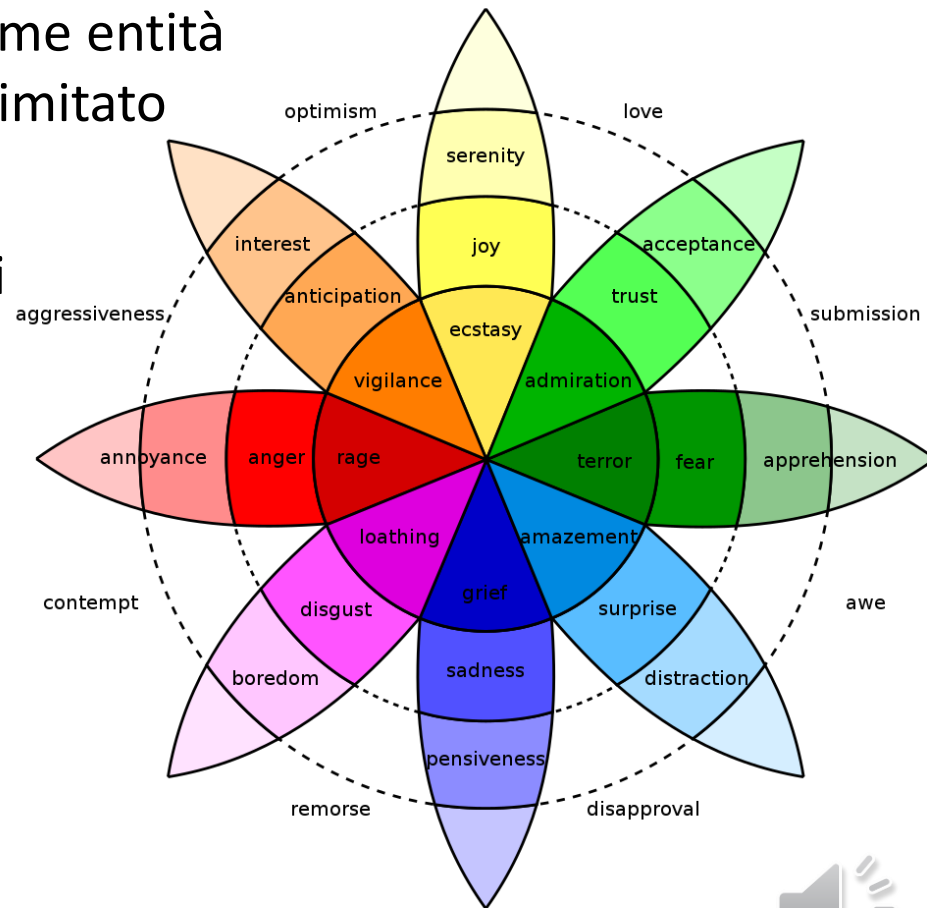 me entità
imitato
i
optimism
love
serenity
interest
joy
acceptance
anticipation
trust
aggressiveness
submission
ecstasy
vigilance
admiration
annoyance
anger
rage
terror
fear
apprehension
loathing
amazement
grief
contempt
disgust
surprise
awe
boredom
sadness
distraction
pensiveness
remorse
disapproval